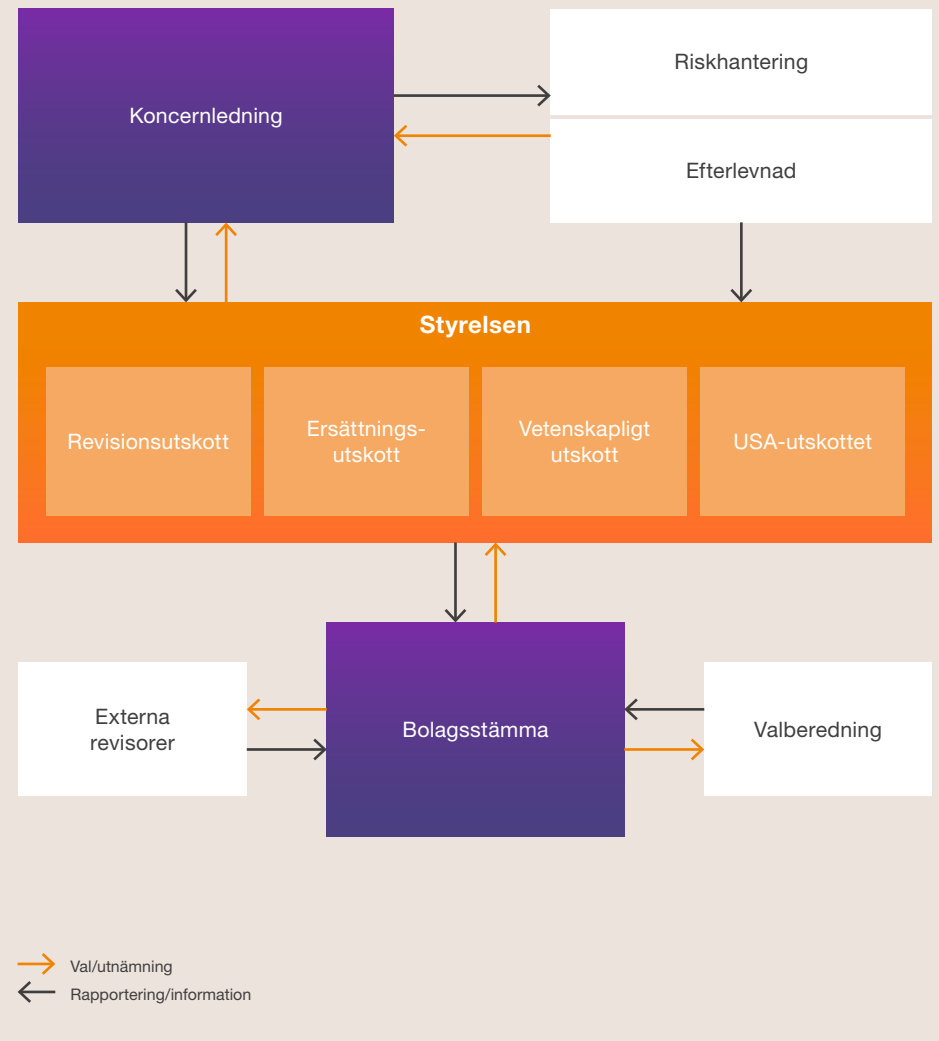 Koncernledning
Riskhantering
Efterlevnad
Styrelsen
Revisionsutskott
Ersättnings-
utskott
Vetenskapligt
utskott
USA-utskottet
Externa
revisorer
Bolagsstämma
Valberedning
Val/utnämning
Rapportering/information